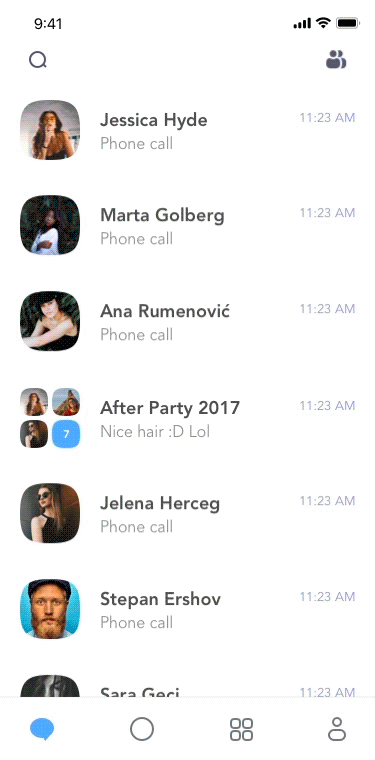 9:41
Jessica Hyde
11:23 AM
Phone call
Marta Golberg
11:23 AM
Phone call
Ana Rumenović
11:23 AM
Phone call
After Party 2017
11:23 AM
7
Nice hair :D Lol
Jelena Herceg
11:23 AM
Phone call
Stepan Ershov
11:23 AM
Phone call
Sara Geci
11:23 AM